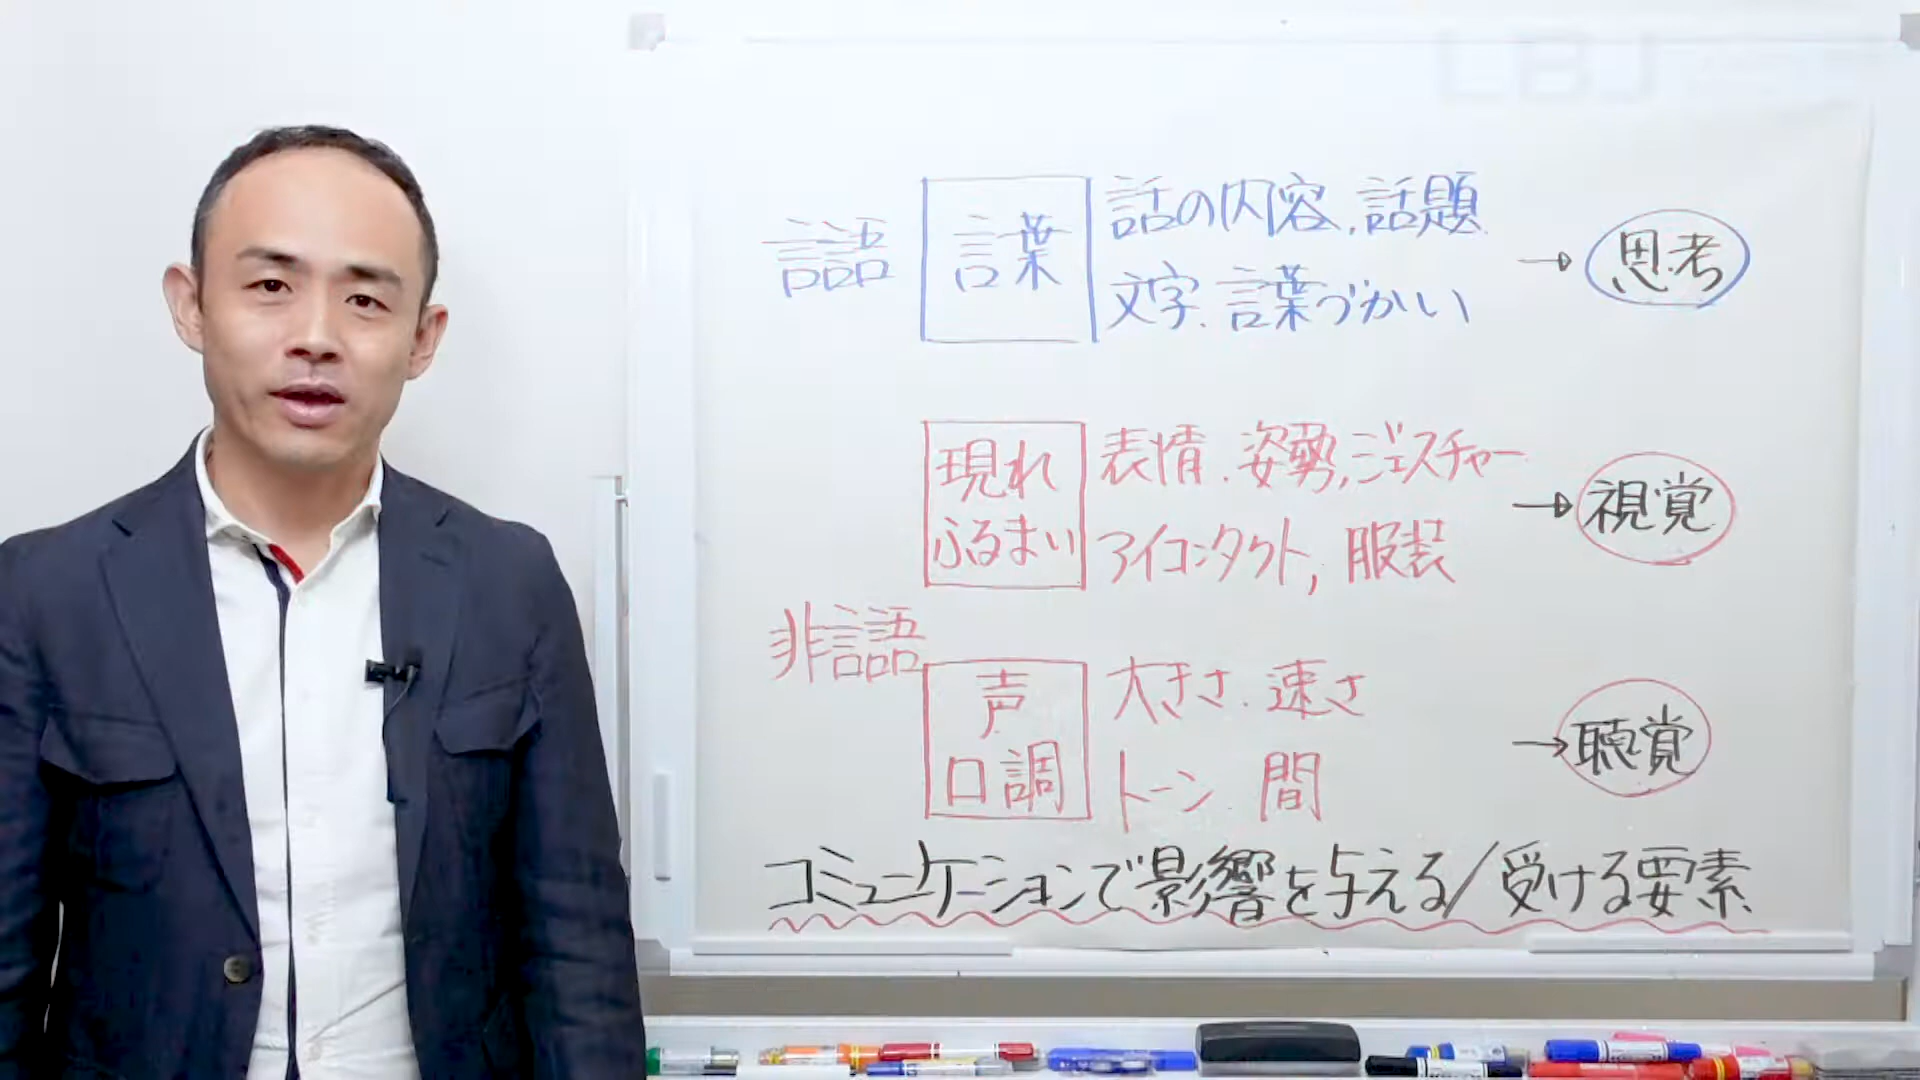 LBJ
言語
言葉
話の内容,話題
文字.言葉づかい
→思考
現れ
ふるまい
表情.姿勢,ジェスチャー
アイコンタクト,服装
→視覚
非言語
声
口調
大きさ.速さ
トーン 間
→聴覚
コミュニケーションで影響を与える/受ける要素